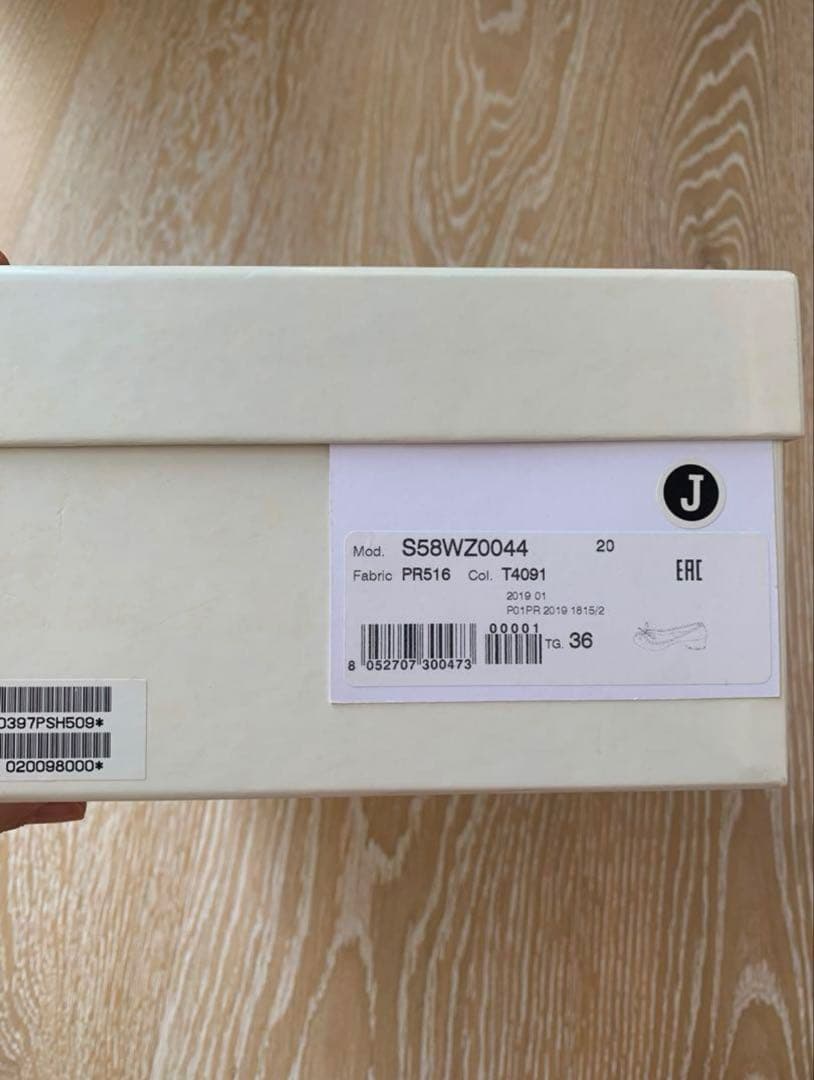 J
Mod. S58WZ0044 20
Fabric PR516 Col. T4091
EAC
2019 01
P01PR 2019 1815/2
00001
8 052707 300473
TG. 36
0397PSH509*
020098000*